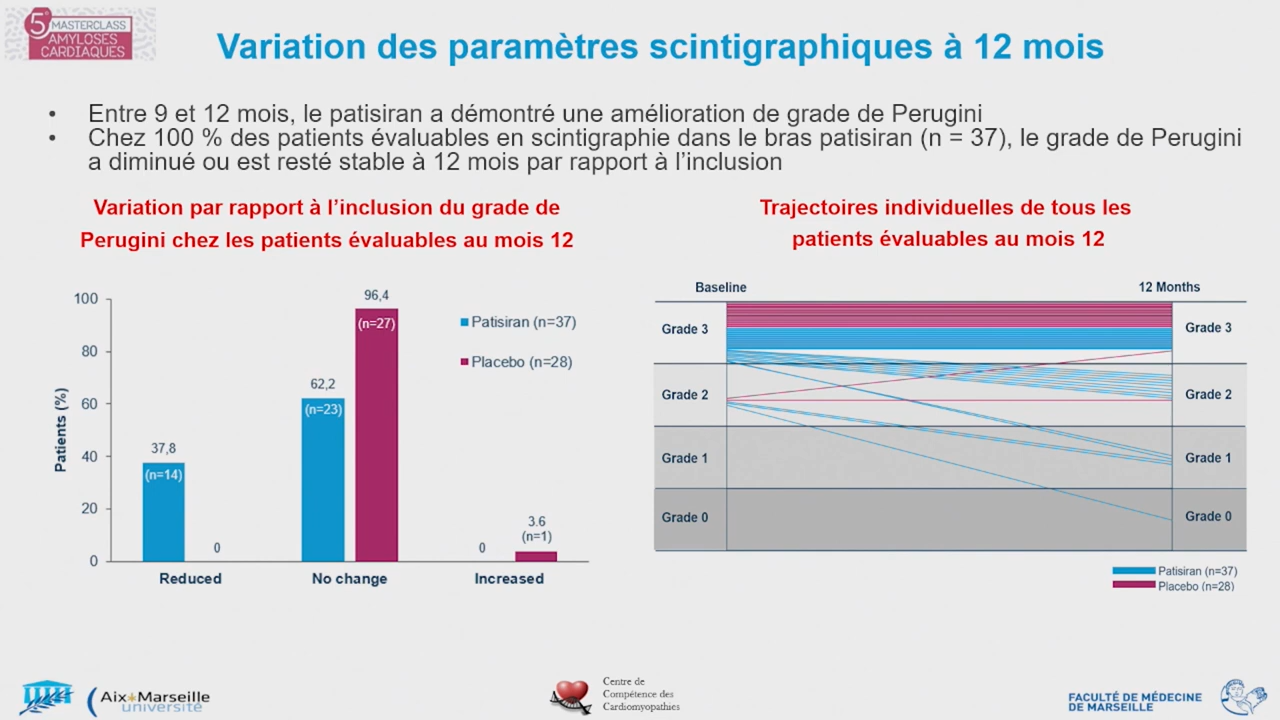 5e MASTERCLASS
AMYLOSES
CARDIAQUES
Variation des paramètres scintigraphiques à 12 mois
• Entre 9 et 12 mois, le patisiran a démontré une amélioration de grade de Perugini
• Chez 100 % des patients évaluables en scintigraphie dans le bras patisiran (n = 37), le grade de Perugini
a diminué ou est resté stable à 12 mois par rapport à l’inclusion
Variation par rapport à l’inclusion du grade de
Perugini chez les patients évaluables au mois 12
Patients (%)
100
80
60
40
20
0
37,8
(n=14)
0
62,2
(n=23)
96,4
(n=27)
0
3.6
(n=1)
Reduced
No change
Increased
Patisiran (n=37)
Placebo (n=28)
Trajectoires individuelles de tous les
patients évaluables au mois 12
Baseline
12 Months
Grade 3
Grade 3
Grade 2
Grade 2
Grade 1
Grade 1
Grade 0
Grade 0
Patisiran (n=37)
Placebo (n=28)
Aix Marseille
université
Centre de
Compétence des
Cardiomyopathies
FACULTÉ DE MÉDECINE
DE MARSEILLE